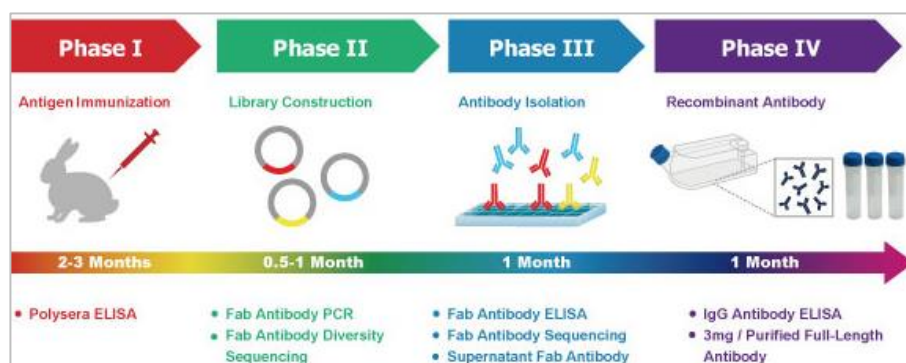 Phase I
Phase II
Phase III
Phase IV
Antigen Immunization
Library Construction
Antibody Isolation
Recombinant Antibody
2-3 Months
0.5-1 Month
1 Month
1 Month
• Polysera ELISA
• Fab Antibody PCR
• Fab Antibody Diversity
Sequencing
• Fab Antibody ELISA
• Fab Antibody Sequencing
• Supernatant Fab Antibody
• IgG Antibody ELISA
• 3mg / Purified Full-Length
Antibody